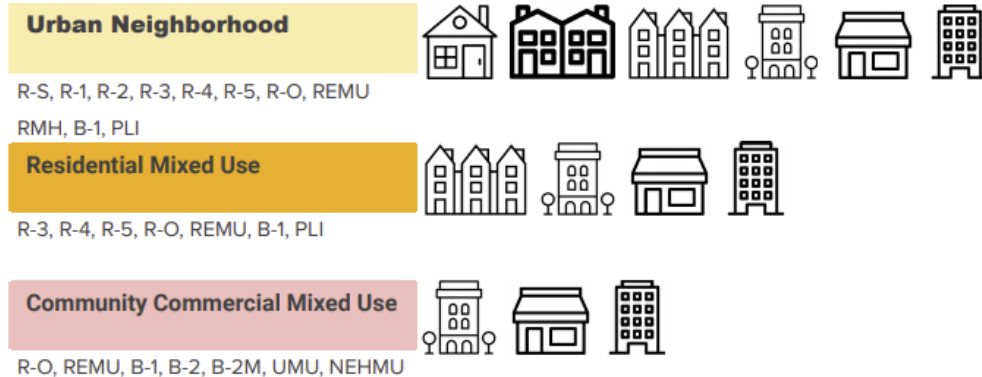 Urban Neighborhood
R-S, R-1, R-2, R-3, R-4, R-5, R-O, REMU
RMH, B-1, PLI
Residential Mixed Use
R-3, R-4, R-5, R-O, REMU, B-1, PLI
Community Commercial Mixed Use
R-O, REMU, B-1, B-2, B-2M, UMU, NEHMU